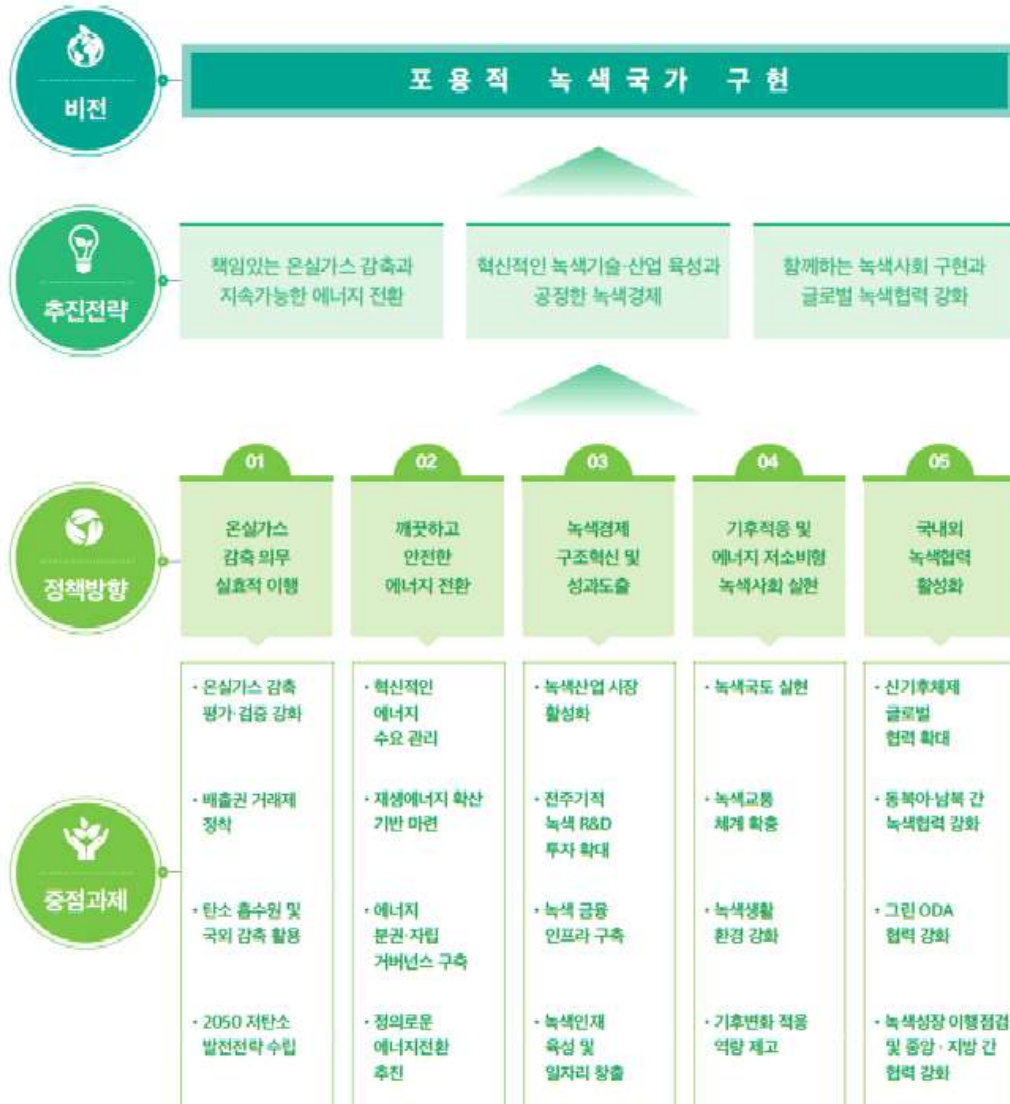 비전
포용적 녹색국가 구현
추진전략
책임있는 온실가스 감축과
지속가능한 에너지 전환
혁신적인 녹색기술·산업 육성과
공정한 녹색경제
함께하는 녹색사회 구현과
글로벌 녹색협력 강화
정책방향
01
온실가스
감축 의무
실효적 이행
02
깨끗하고
안전한
에너지 전환
03
녹색경제
구조혁신 및
성과도출
04
기후적응 및
에너지 저소비형
녹색사회 실현
05
국내외
녹색협력
활성화
중점과제
· 온실가스 감축
평가·검증 강화
· 배출권 거래제
정착
· 탄소 흡수원 및
국외 감축 활용
· 2050 저탄소
발전전략 수립
· 혁신적인
에너지
수요 관리
· 재생에너지 확산
기반 마련
· 에너지
분권·자립
거버넌스 구축
· 정의로운
에너지전환
추진
· 녹색산업 시장
활성화
· 전주기적
녹색 R&D
투자 확대
· 녹색 금융
인프라 구축
· 녹색인재
육성 및
일자리 창출
· 녹색국토 실현
· 녹색교통
체계 확충
· 녹색생활
환경 강화
· 기후변화 적응
역량 제고
· 신기후체제
글로벌
협력 확대
· 동북아·남북 간
녹색협력 강화
· 그린 ODA
협력 강화
· 녹색성장 이행점검
및 중앙·지방 간
협력 강화